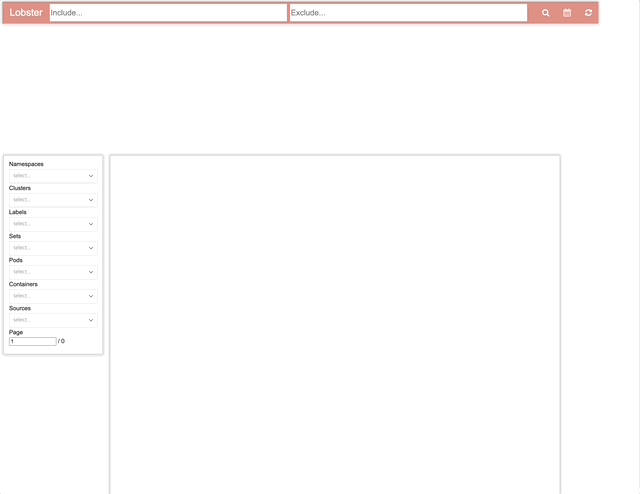 Lobster Include... Exclude...
Namespaces
select...
Clusters
select...
Labels
select...
Sets
select...
Pods
select...
Containers
select...
Sources
select...
Page
1 / 0